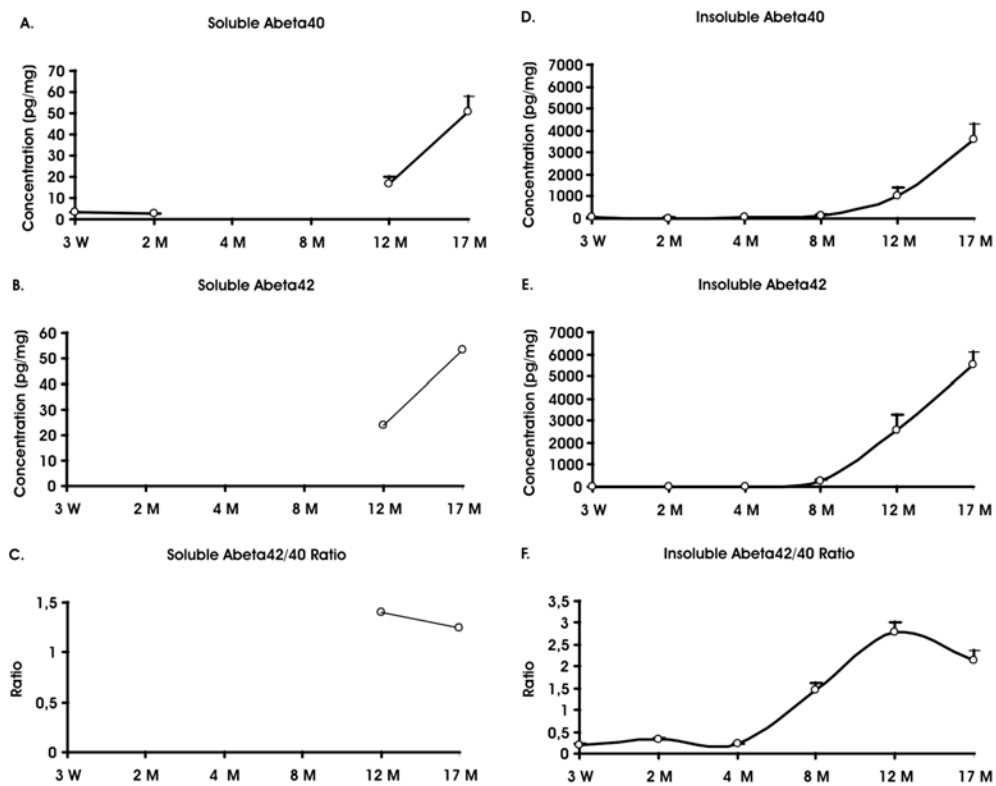 A.
Soluble Abeta40
Concentration (pg/mg)
70
60
50
40
30
20
10
0
3 W 2 M 4 M 8 M 12 M 17 M
B.
Soluble Abeta42
Concentration (pg/mg)
60
50
40
30
20
10
0
3 W 2 M 4 M 8 M 12 M 17 M
C.
Soluble Abeta42/40 Ratio
Ratio
1,5
1
0,5
0
3 W 2 M 4 M 8 M 12 M 17 M
D.
Insoluble Abeta40
Concentration (pg/mg)
7000
6000
5000
4000
3000
2000
1000
0
3 W 2 M 4 M 8 M 12 M 17 M
E.
Insoluble Abeta42
Concentration (pg/mg)
7000
6000
5000
4000
3000
2000
1000
0
3 W 2 M 4 M 8 M 12 M 17 M
F.
Insoluble Abeta42/40 Ratio
Ratio
3,5
3
2,5
2
1,5
1
0,5
0
3 W 2 M 4 M 8 M 12 M 17 M